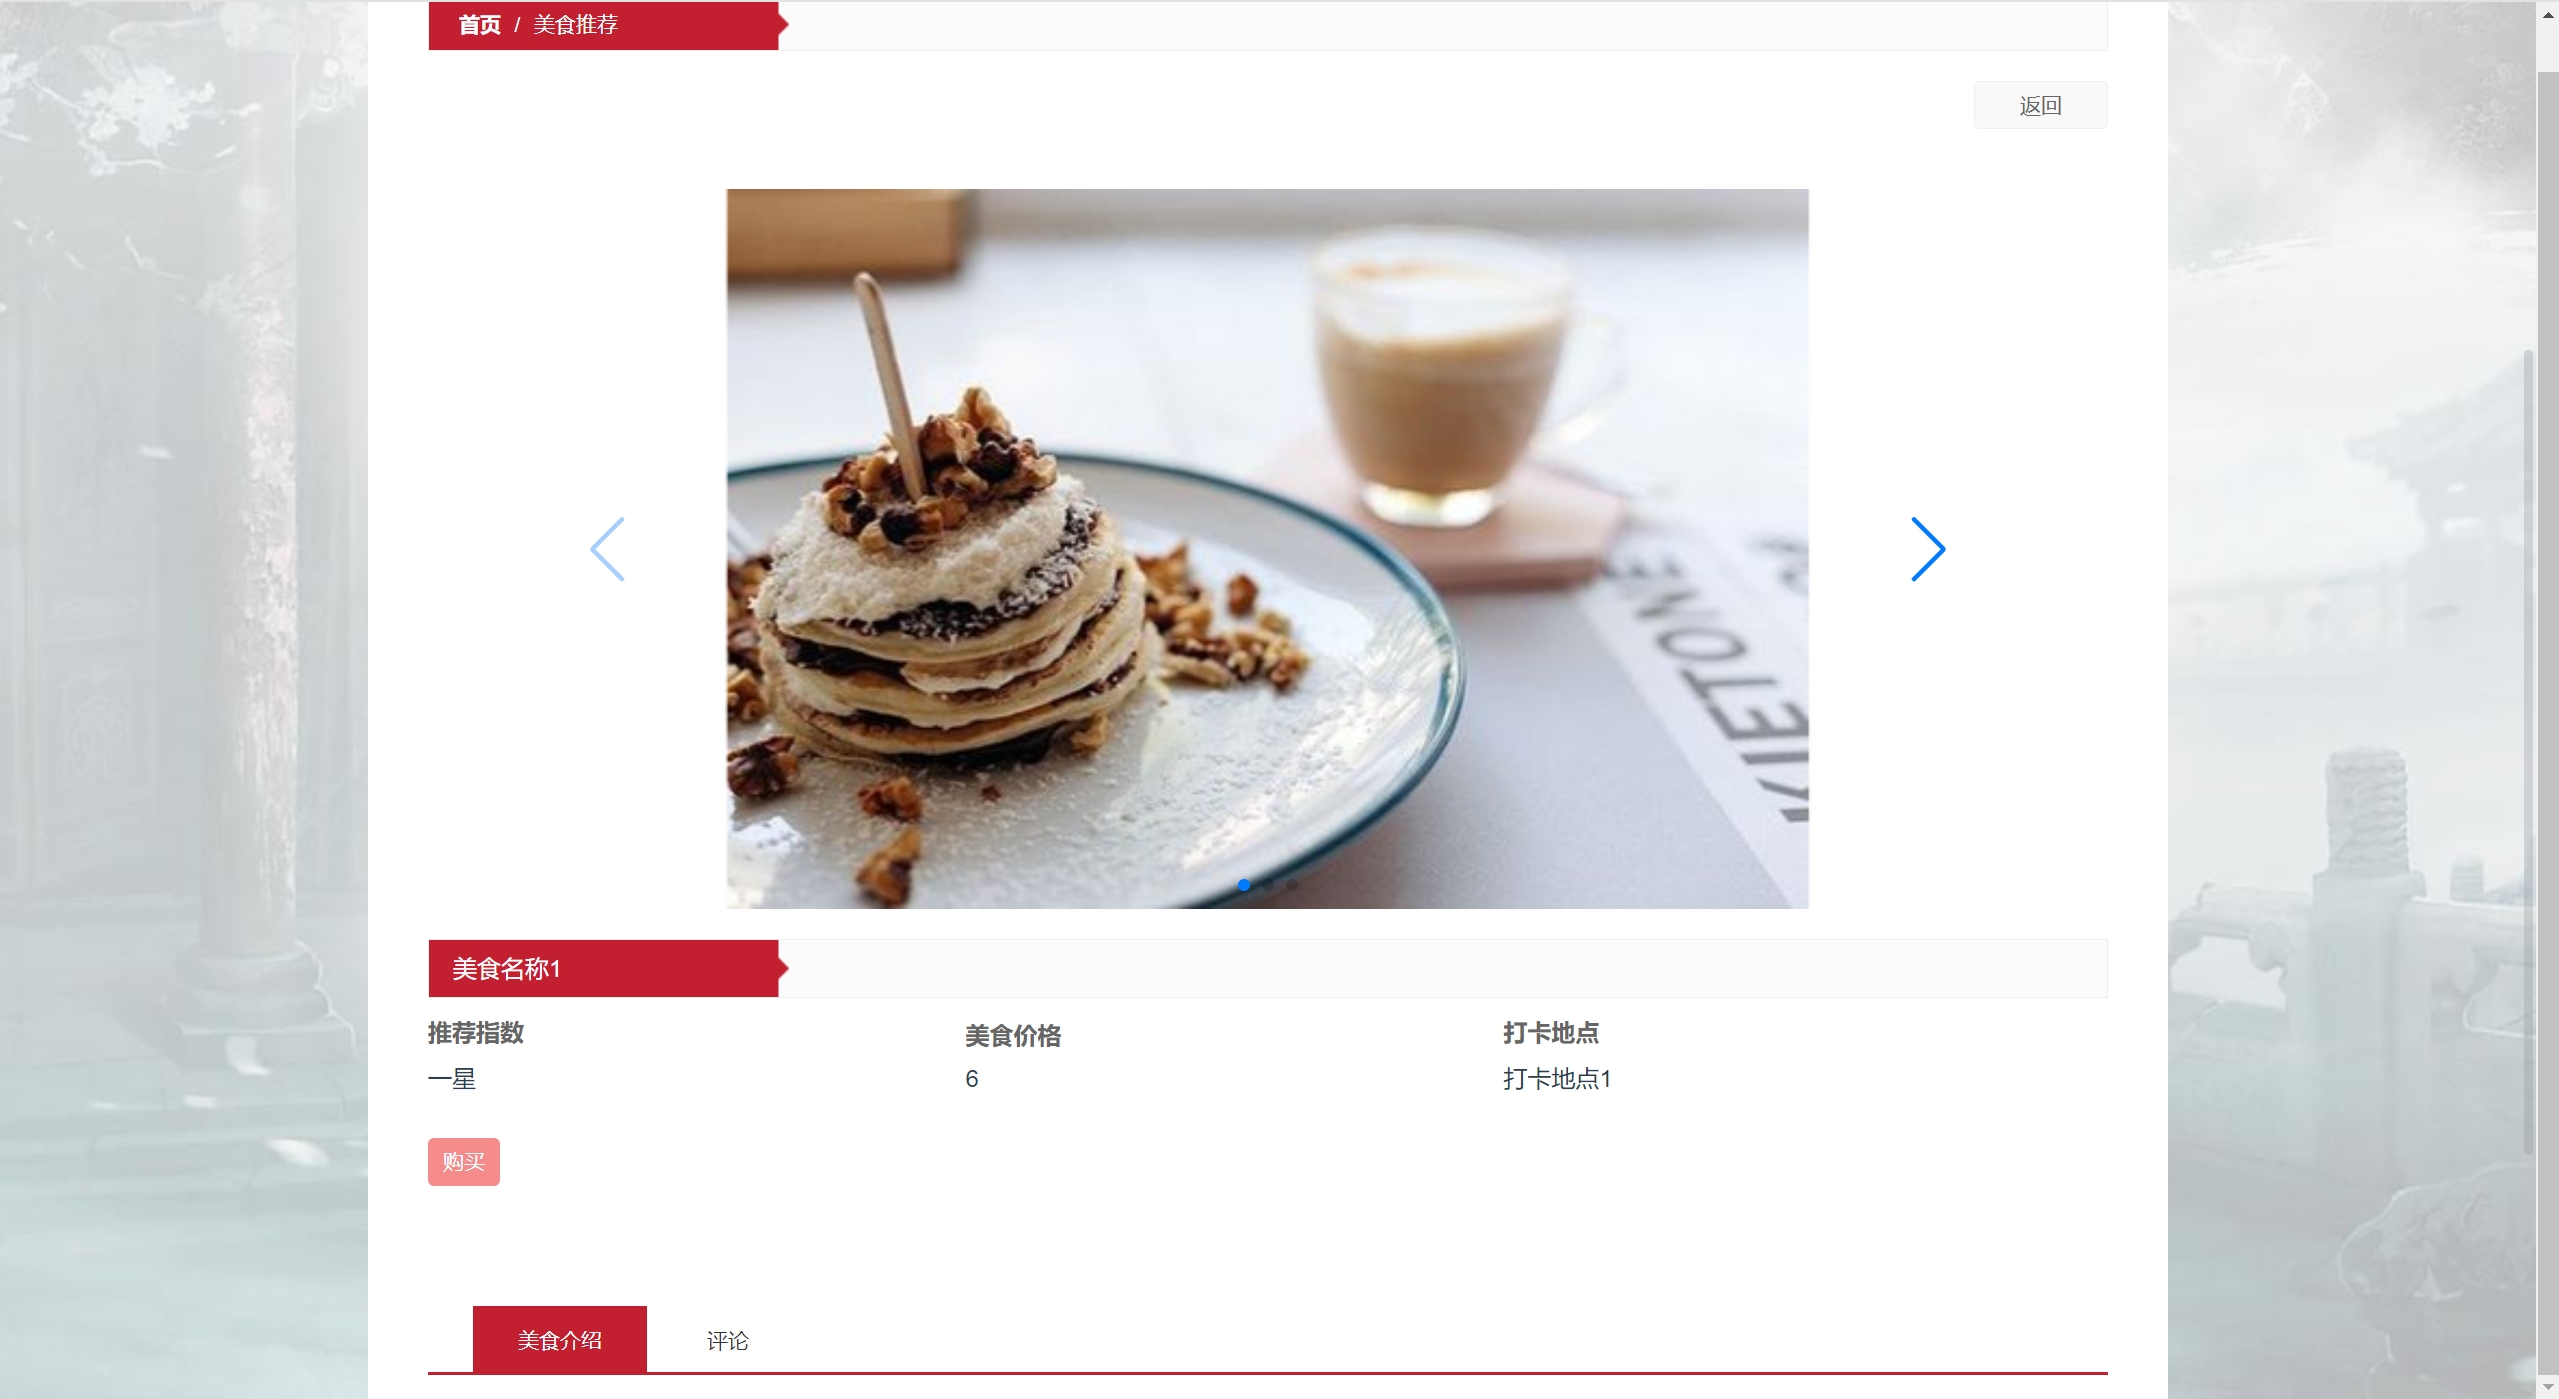 首页 / 美食推荐
返回
KIETONE
美食名称1
推荐指数 美食价格 打卡地点
一星 6 打卡地点1
购买
美食介绍 评论